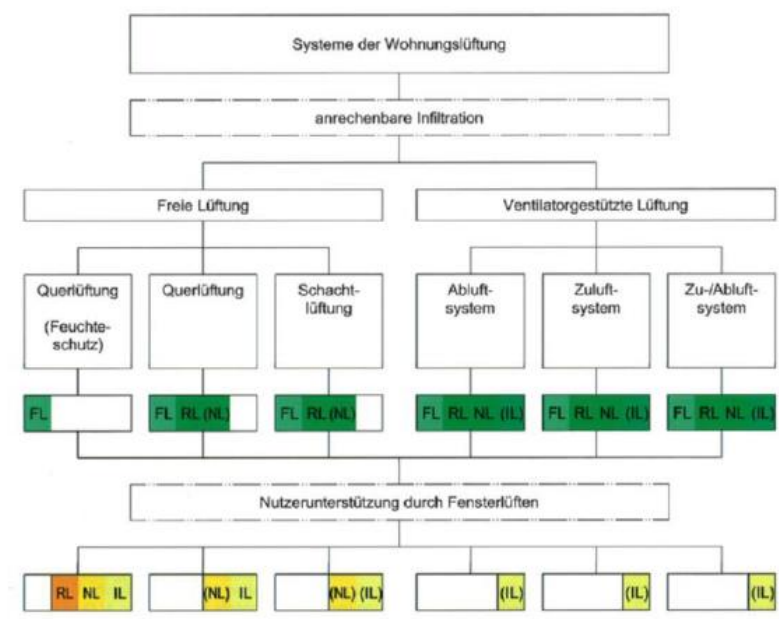 Systeme der Wohnungslüftung
anrechenbare Infiltration
Freie Lüftung
Ventilatorgestützte Lüftung
Querlüftung
(Feuchte-
schutz)
Querlüftung
Schacht-
lüftung
Abluft-
system
Zuluft-
system
Zu-/Abluft-
system
FL
FL RL (NL)
FL RL (NL)
FL RL NL (IL)
FL RL NL (IL)
FL RL NL (IL)
Nutzerunterstützung durch Fensterlüften
RL NL IL
(NL) IL
(NL) (IL)
(IL)
(IL)
(IL)